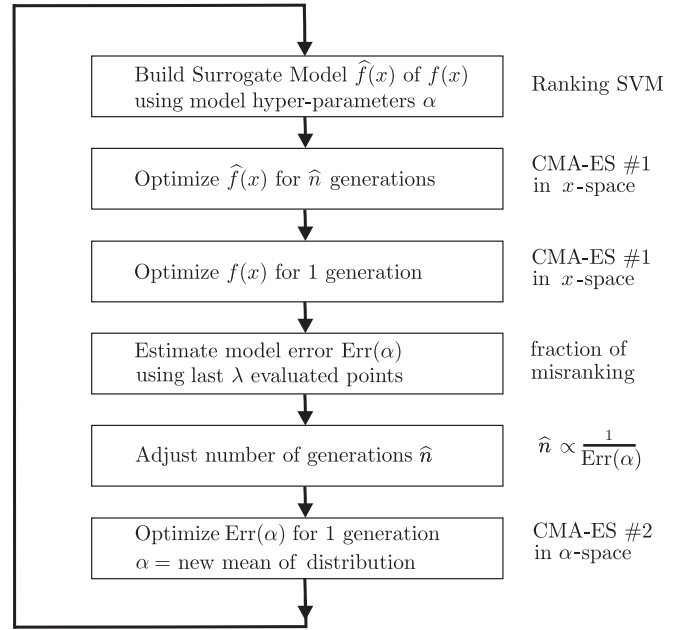 Build Surrogate Model f̂(x) of f(x)
using model hyper-parameters α
Ranking SVM
Optimize f̂(x) for n̂ generations
CMA-ES #1
in x-space
Optimize f(x) for 1 generation
CMA-ES #1
in x-space
Estimate model error Err(α)
using last λ evaluated points
fraction of
misranking
Adjust number of generations n̂
n̂ ∝ 1/Err(α)
Optimize Err(α) for 1 generation
α = new mean of distribution
CMA-ES #2
in α-space